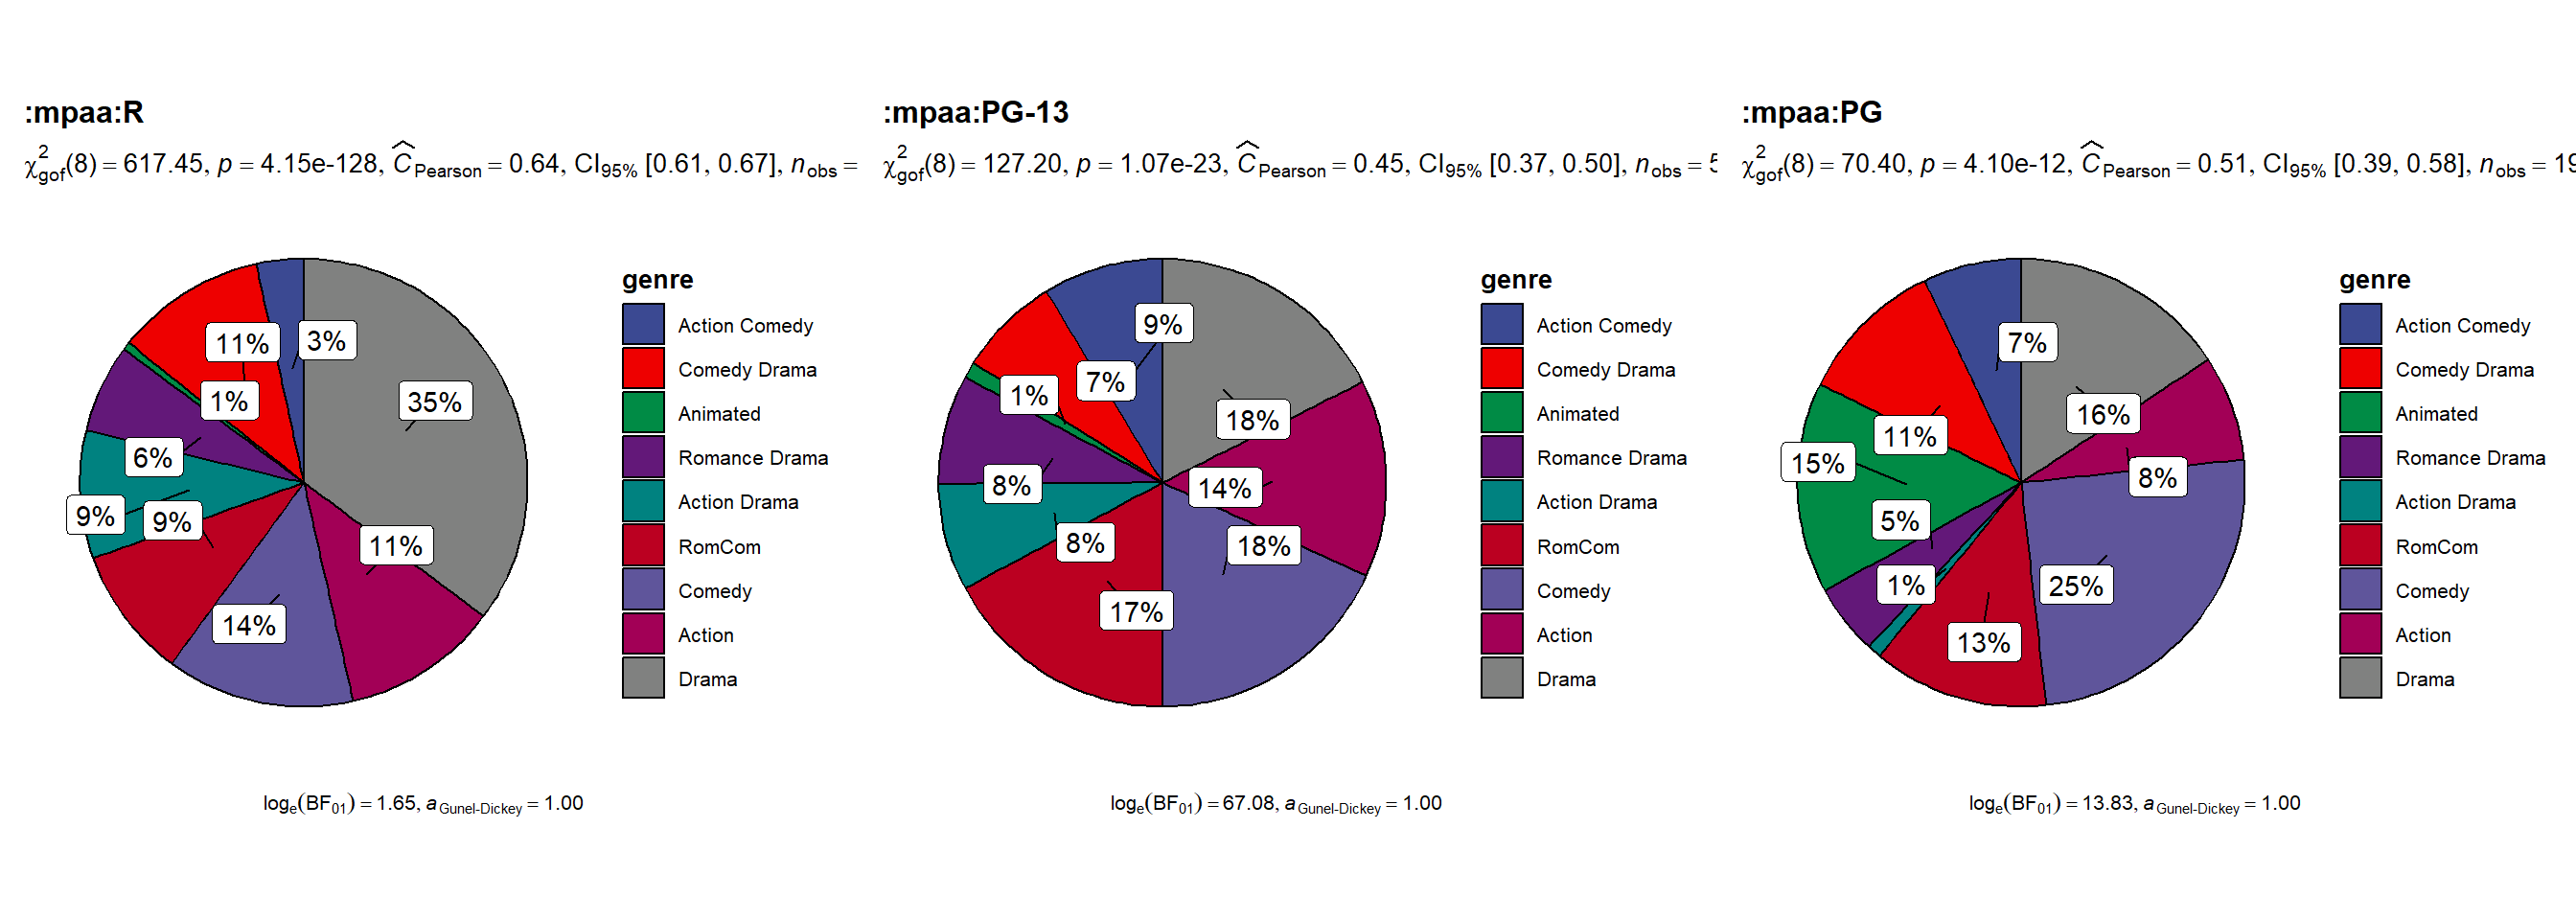 :mpaa:R
χ²gof(8) = 617.45, p = 4.15e-128, ĈPearson = 0.64, CI95% [0.61, 0.67], nobs =
genre
Action Comedy
Comedy Drama
Animated
Romance Drama
Action Drama
RomCom
Comedy
Action
Drama
3%
11%
1%
35%
6%
9%
9%
11%
14%
loge(BF01) = 1.65, aGunel-Dickey = 1.00
:mpaa:PG-13
χ²gof(8) = 127.20, p = 1.07e-23, ĈPearson = 0.45, CI95% [0.37, 0.50], nobs = 5
genre
Action Comedy
Comedy Drama
Animated
Romance Drama
Action Drama
RomCom
Comedy
Action
Drama
9%
7%
1%
18%
8%
14%
8%
18%
17%
loge(BF01) = 67.08, aGunel-Dickey = 1.00
:mpaa:PG
χ²gof(8) = 70.40, p = 4.10e-12, ĈPearson = 0.51, CI95% [0.39, 0.58], nobs = 19
genre
Action Comedy
Comedy Drama
Animated
Romance Drama
Action Drama
RomCom
Comedy
Action
Drama
7%
16%
11%
15%
8%
5%
1%
25%
13%
loge(BF01) = 13.83, aGunel-Dickey = 1.00